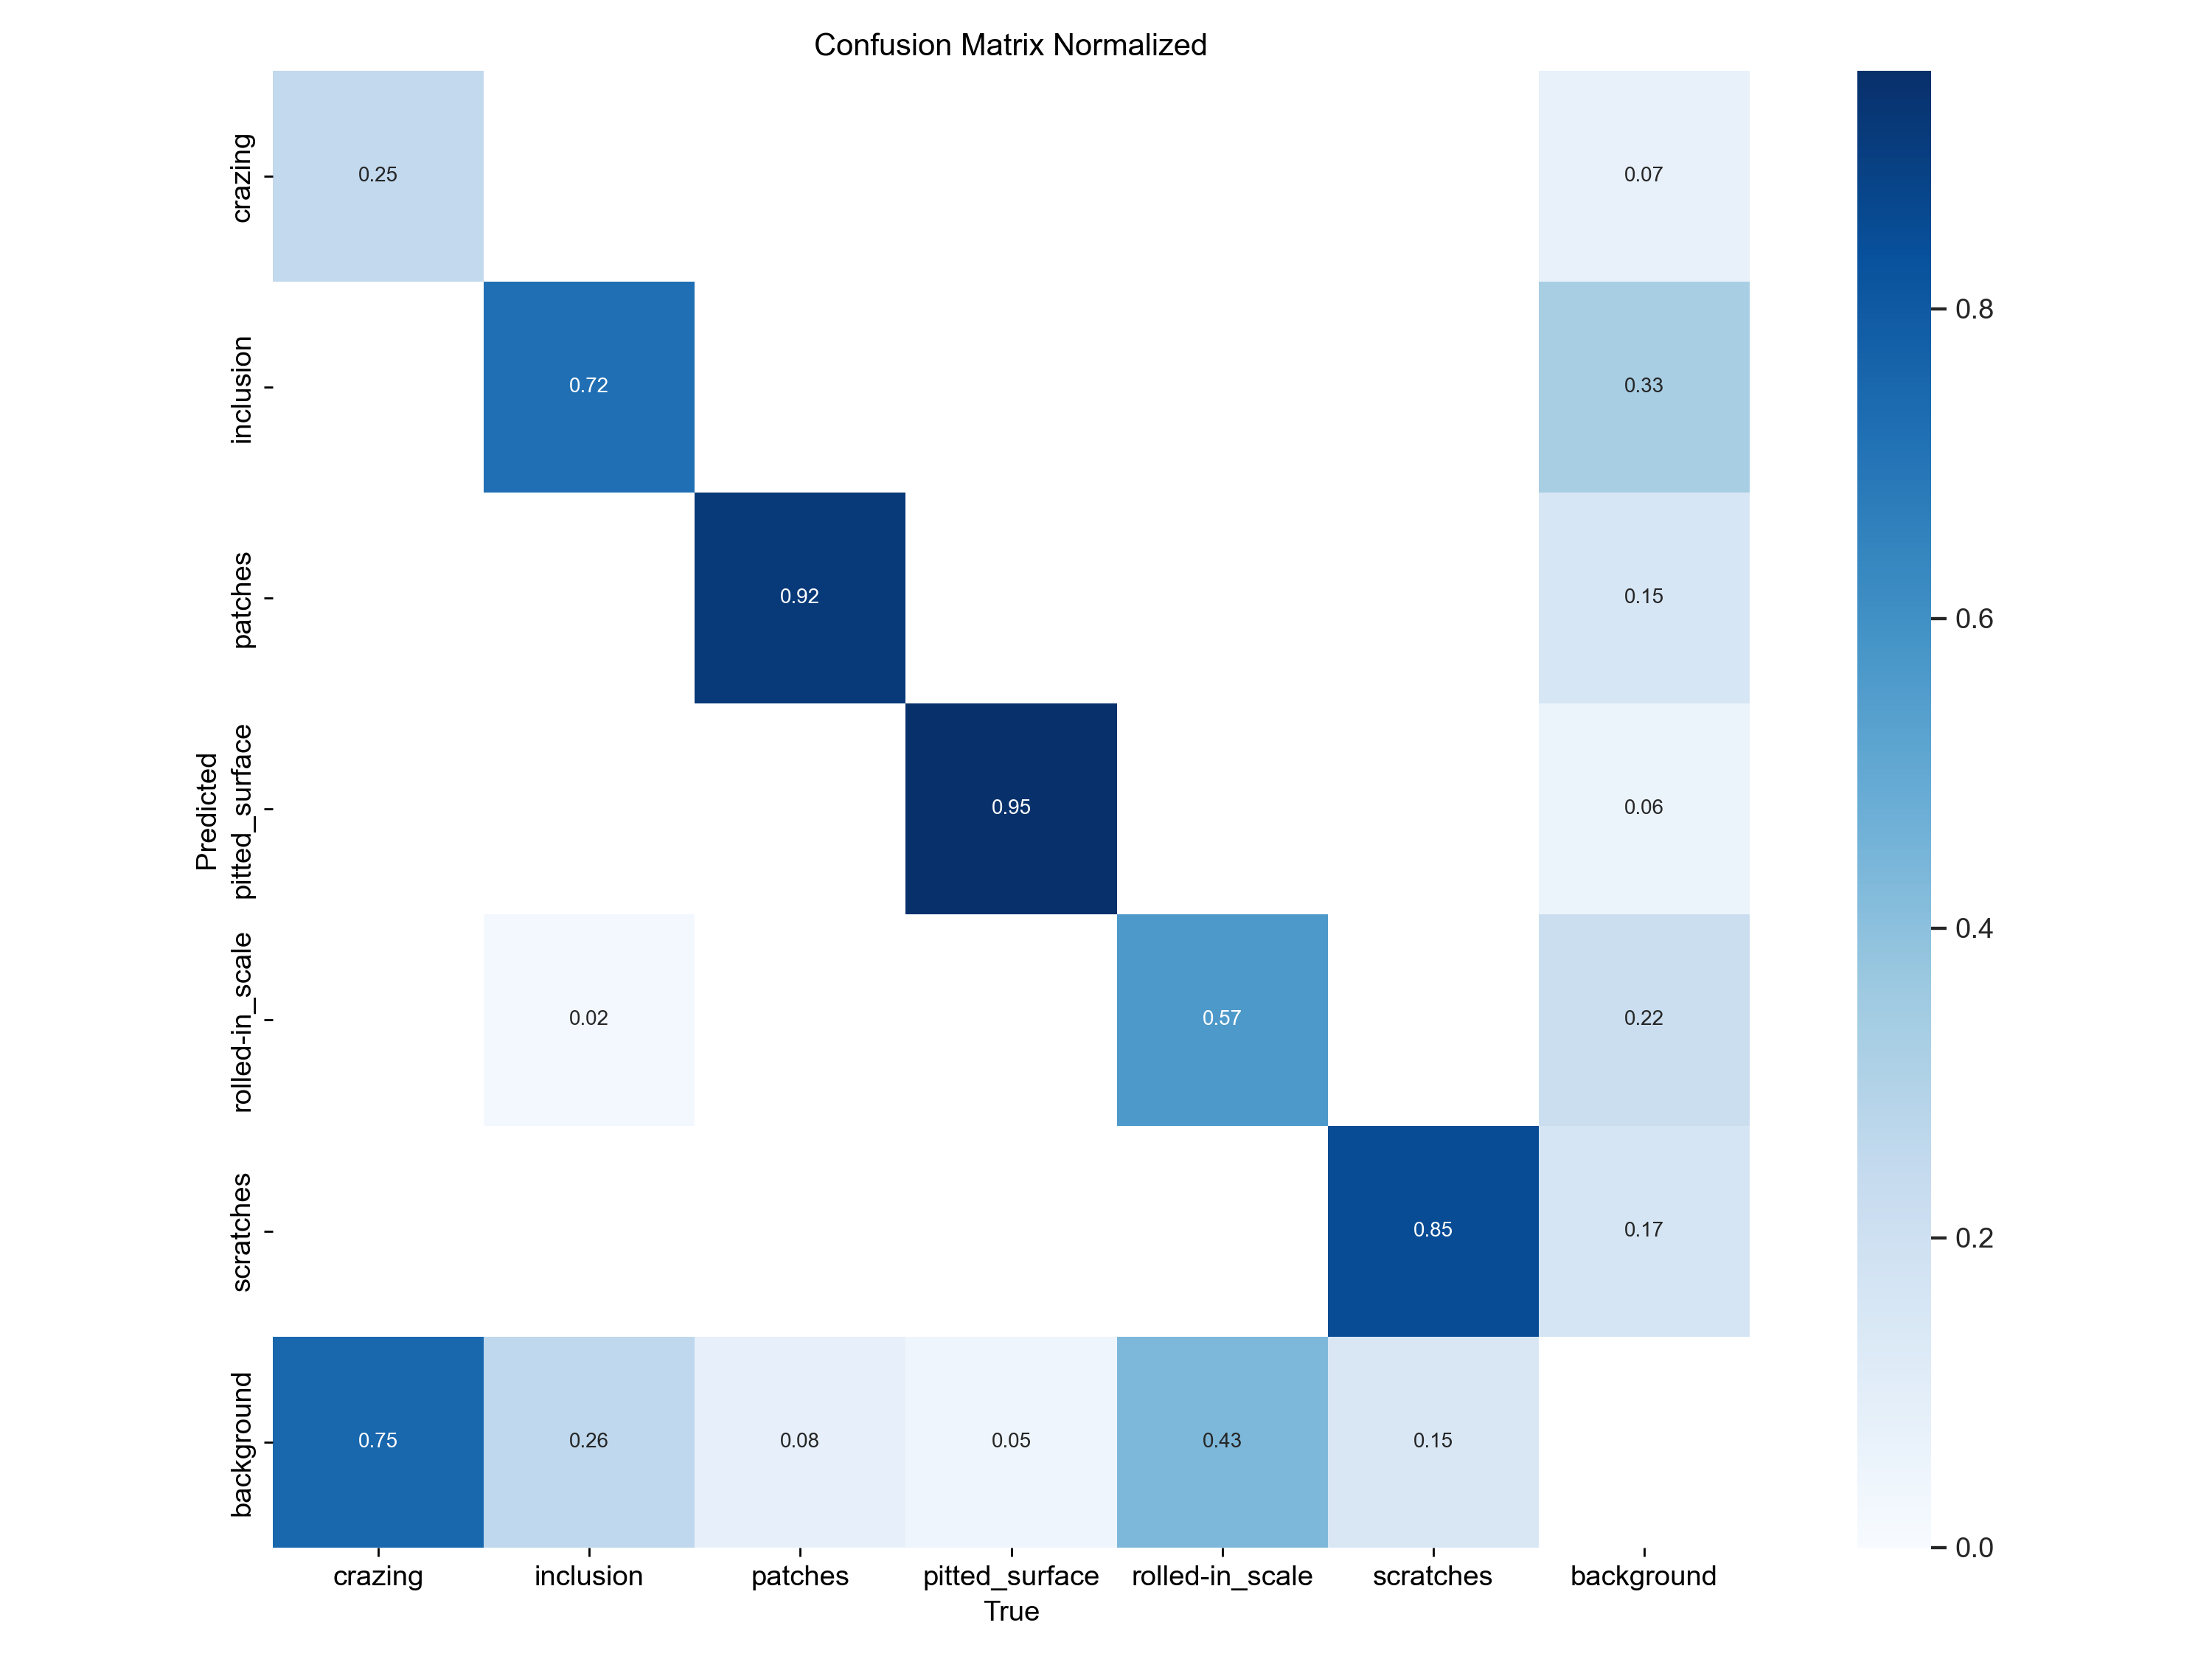 Confusion Matrix Normalized
crazing
0.25
0.07
inclusion
0.72
0.33
0.8
patches
0.92
0.15
0.6
Predicted
pitted_surface
0.95
0.06
0.4
rolled-in_scale
0.02
0.57
0.22
scratches
0.85
0.17
0.2
background
0.75
0.26
0.08
0.05
0.43
0.15
0.0
crazing
inclusion
patches
pitted_surface
rolled-in_scale
scratches
background
True